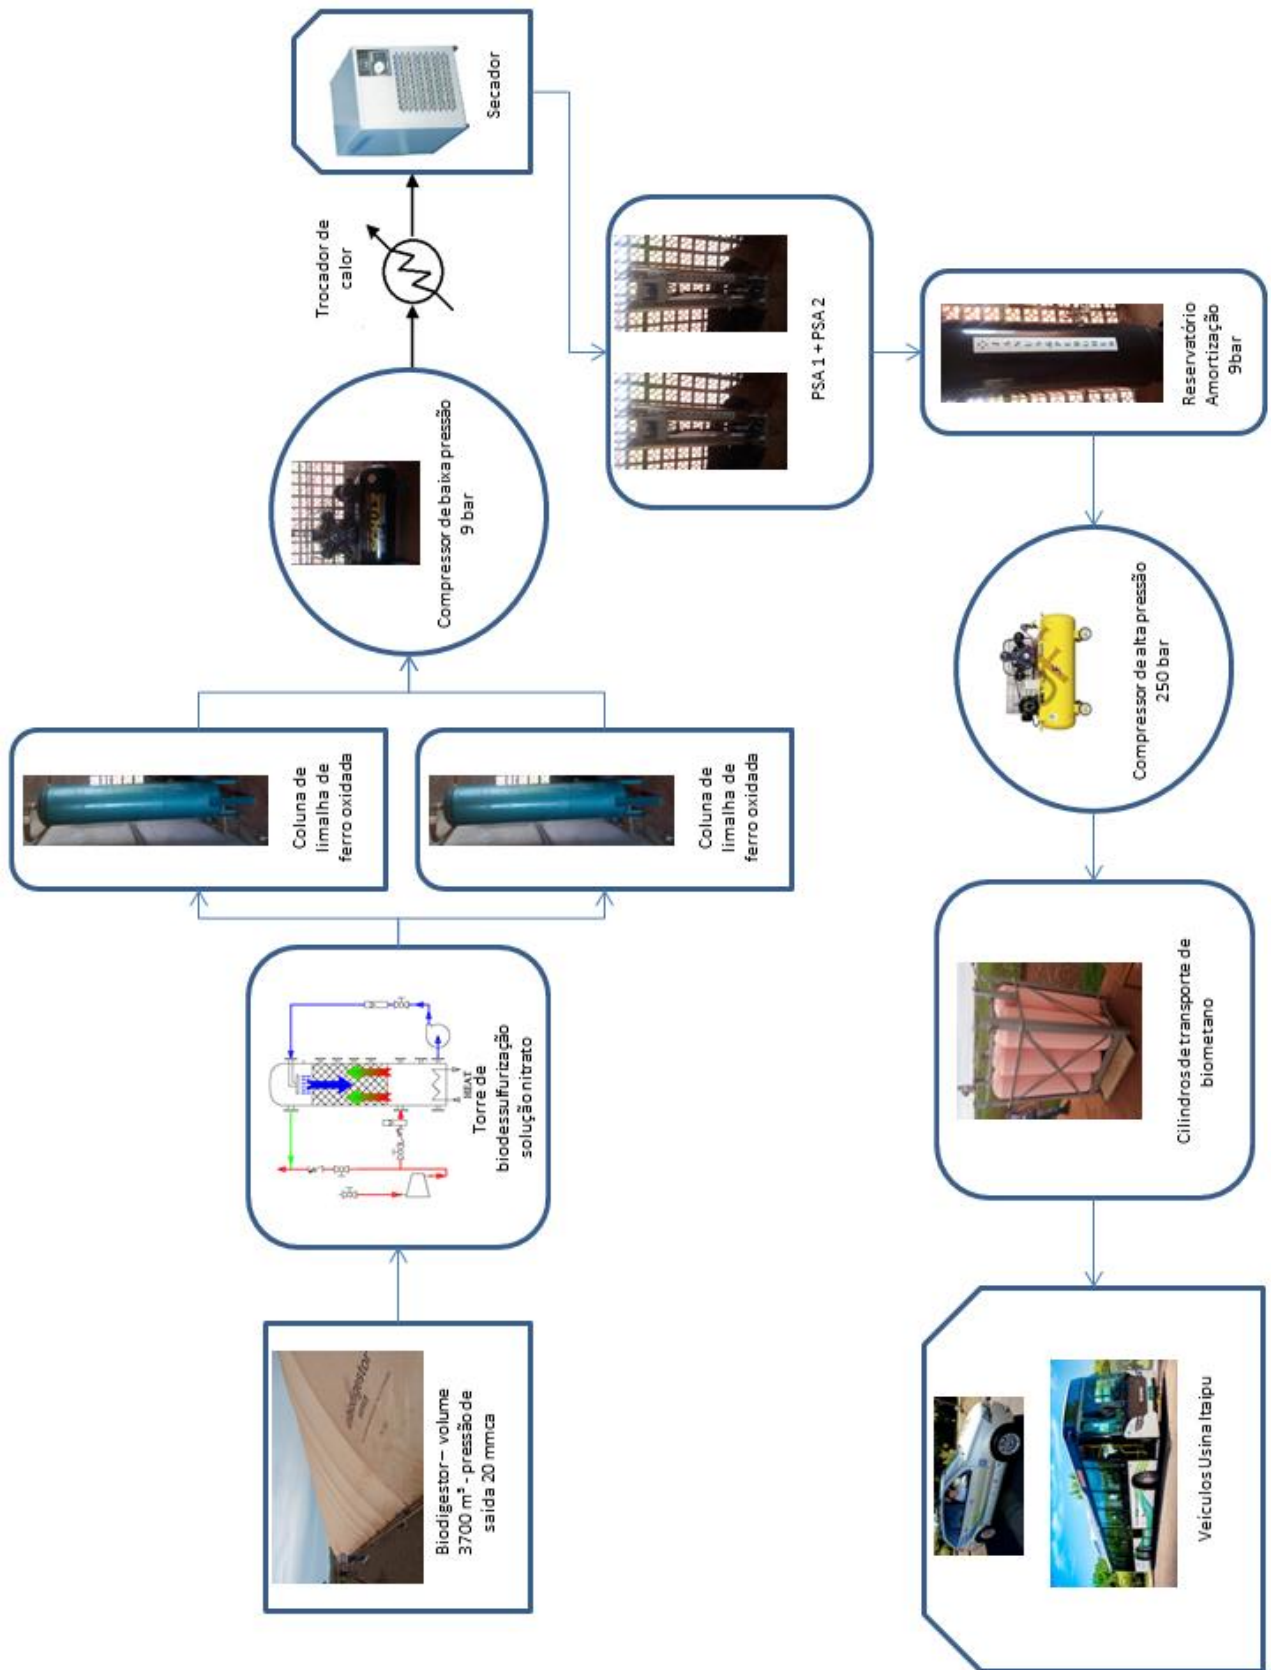 Biodigestor – volume
3700 m³ - pressão de
saída 20 mmca
HEAT
Torre de
biodessulfurização
solução nitrato
Coluna de
limalha de
ferro oxidada
Coluna de
limalha de
ferro oxidada
Compressor de baixa pressão
9 bar
Trocador de
calor
Secador
PSA 1 + PSA 2
Reservatório
Amortização
9bar
Compressor de alta pressão
250 bar
Cilindros de transporte de
biometano
Veículos Usina Itaipu